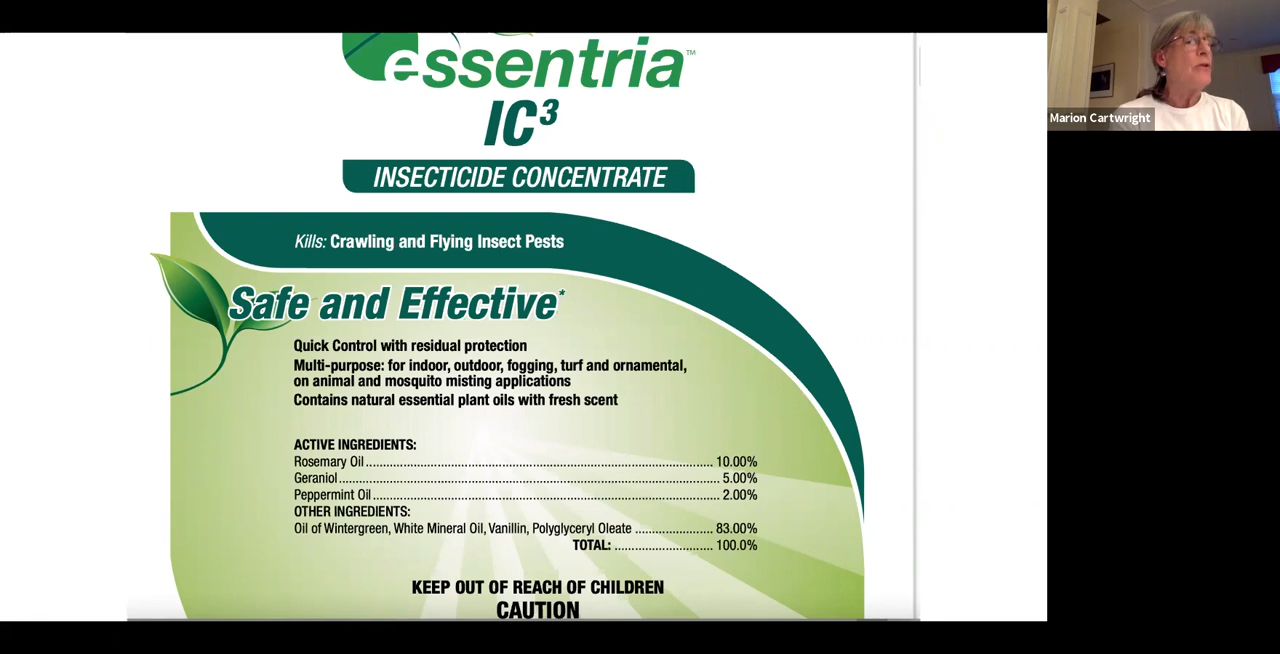 essentria™
IC³
INSECTICIDE CONCENTRATE
Kills: Crawling and Flying Insect Pests
Safe and Effective*
Quick Control with residual protection
Multi-purpose: for indoor, outdoor, fogging, turf and ornamental,
on animal and mosquito misting applications
Contains natural essential plant oils with fresh scent
ACTIVE INGREDIENTS:
Rosemary Oil ........ 10.00%
Geraniol ........ 5.00%
Peppermint Oil ........ 2.00%
OTHER INGREDIENTS:
Oil of Wintergreen, White Mineral Oil, Vanillin, Polyglyceryl Oleate ........ 83.00%
TOTAL: ........ 100.0%
KEEP OUT OF REACH OF CHILDREN
CAUTION
Marion Cartwright